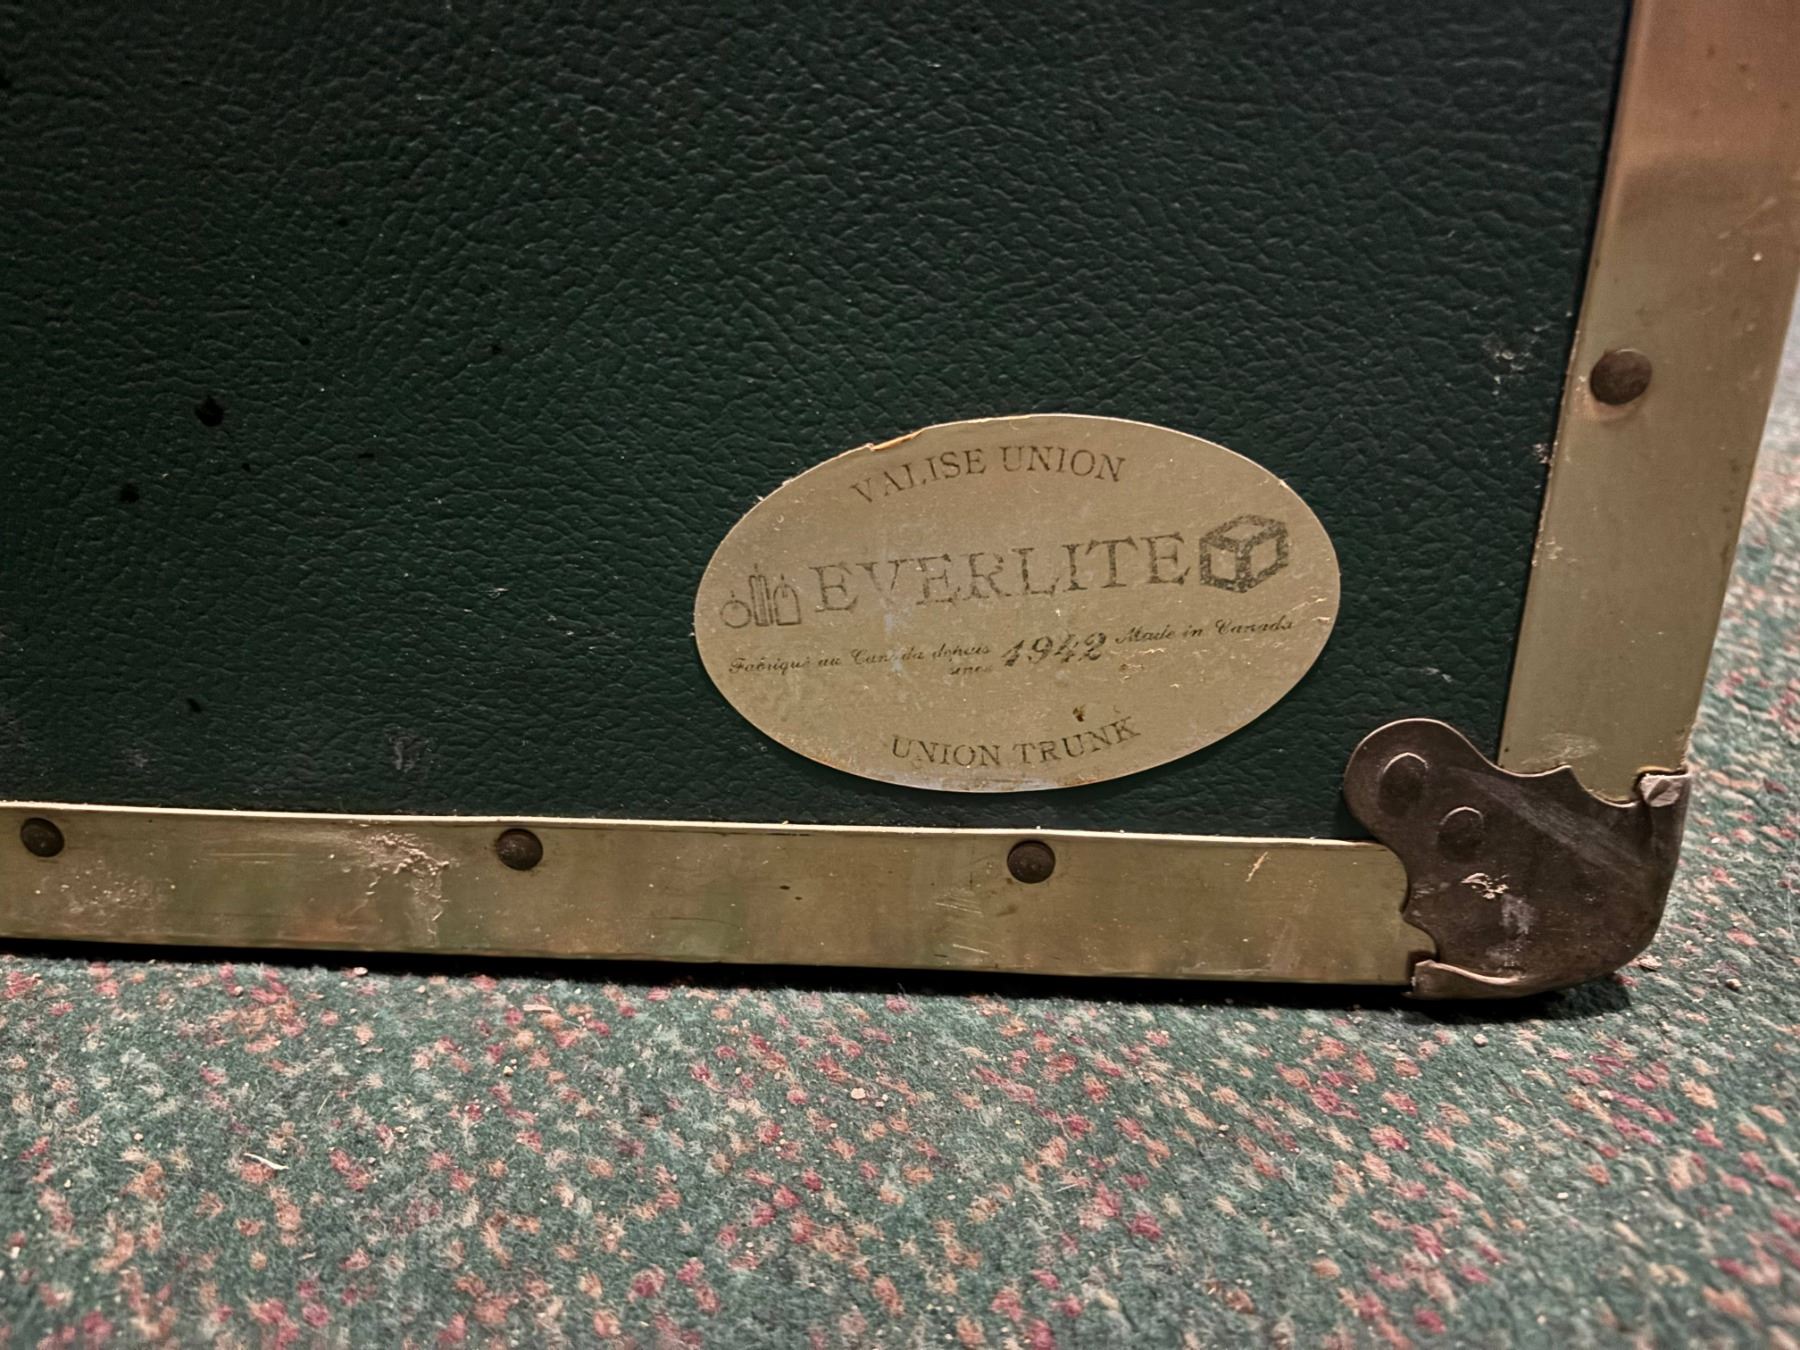 VALISE UNION
EVERLITE
Fabriqué au Canada depuis 1942 Made in Canada
since
UNION TRUNK